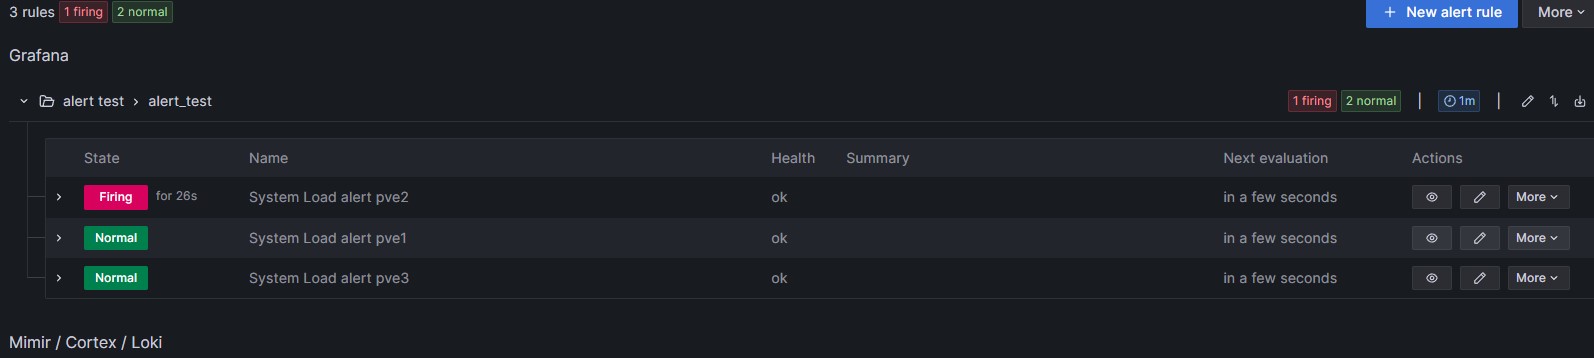 3 rules 1 firing 2 normal + New alert rule More
Grafana
alert test > alert_test 1 firing 2 normal | 1m |
State Name Health Summary Next evaluation Actions
Firing for 26s System Load alert pve2 ok in a few seconds More
Normal System Load alert pve1 ok in a few seconds More
Normal System Load alert pve3 ok in a few seconds More
Mimir / Cortex / Loki